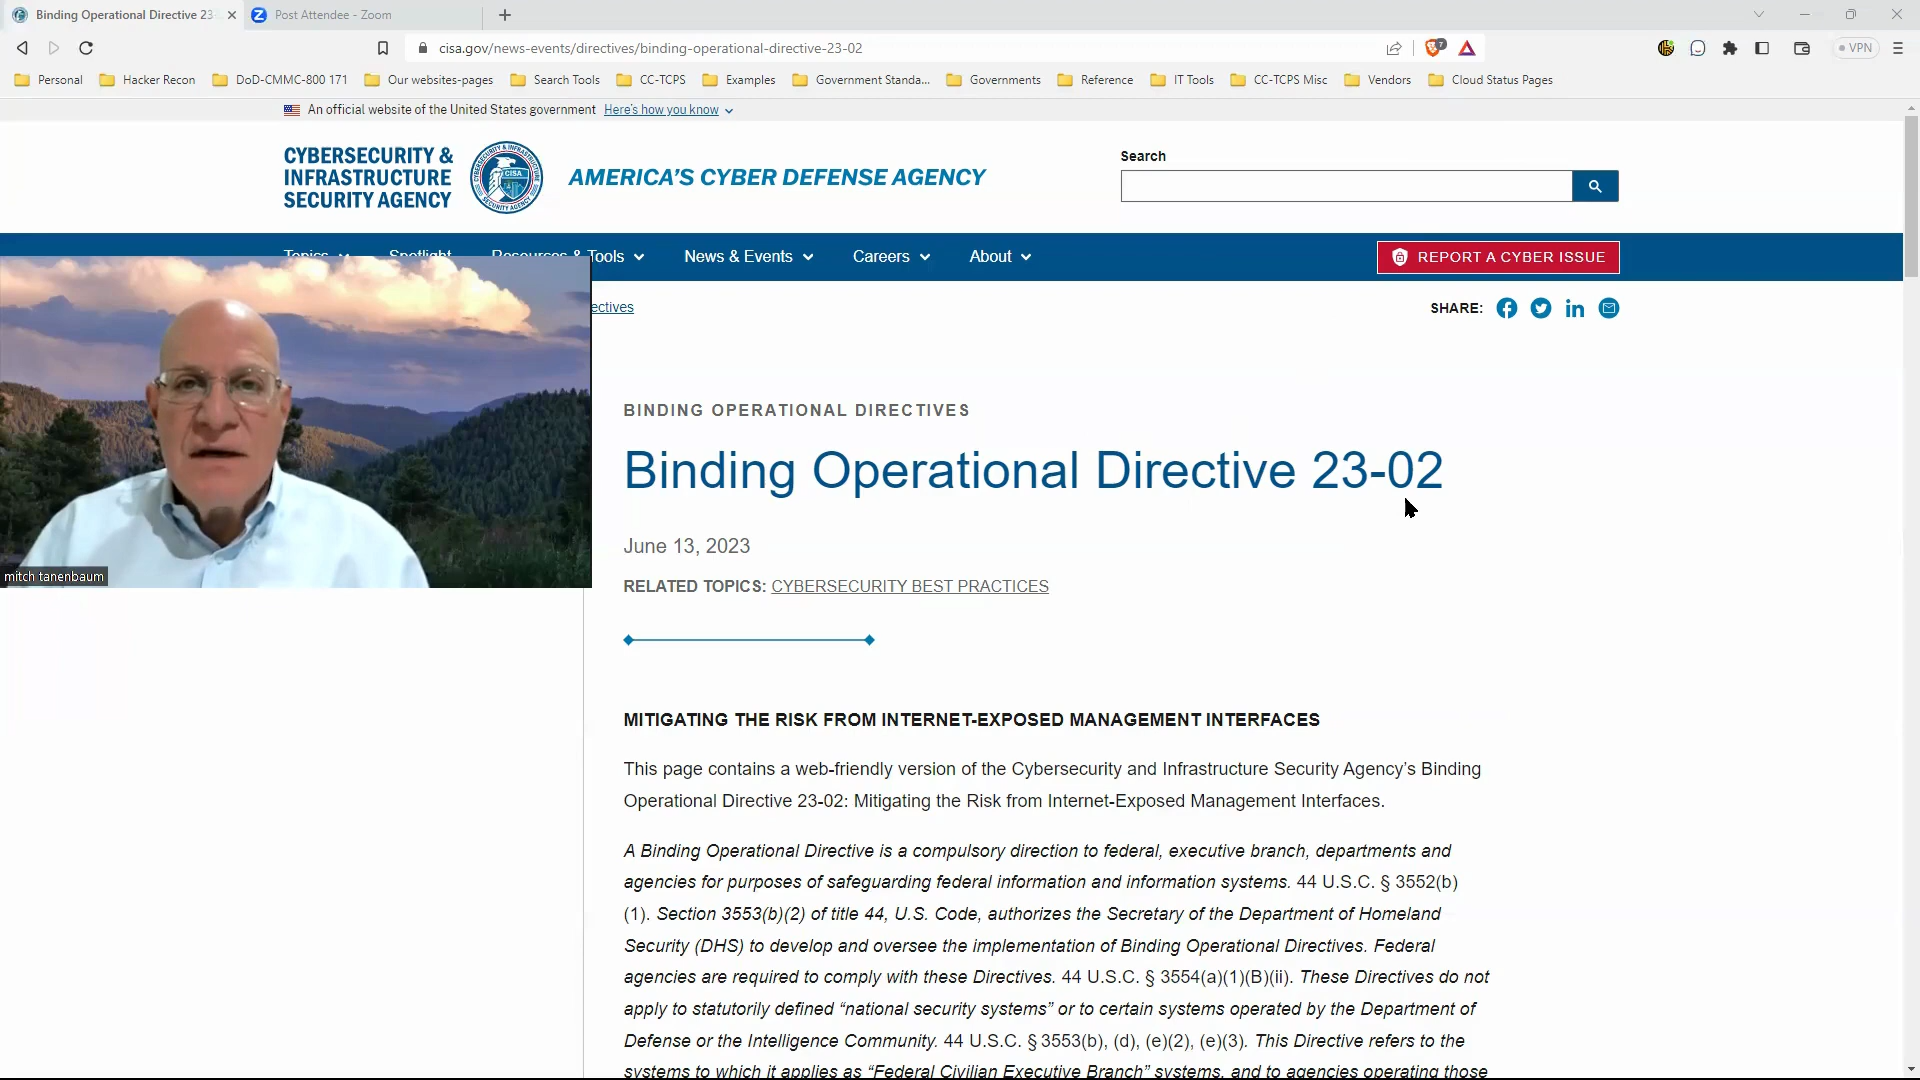 Binding Operational Directive 23
Post Attendee - Zoom
cisa.gov/news-events/directives/binding-operational-directive-23-02
7
VPN
Personal
Hacker Recon
DoD-CMMC-800 171
Our websites-pages
Search Tools
CC-TCPS
Examples
Government Standa...
Governments
Reference
IT Tools
CC-TCPS Misc
Vendors
Cloud Status Pages
An official website of the United States government Here's how you know
CYBERSECURITY &
INFRASTRUCTURE
SECURITY AGENCY
CISA
AMERICA'S CYBER DEFENSE AGENCY
Search
Topics
Spotlight
Resources & Tools
News & Events
Careers
About
REPORT A CYBER ISSUE
ectives
SHARE:
BINDING OPERATIONAL DIRECTIVES
Binding Operational Directive 23-02
June 13, 2023
RELATED TOPICS: CYBERSECURITY BEST PRACTICES
mitch tanenbaum
MITIGATING THE RISK FROM INTERNET-EXPOSED MANAGEMENT INTERFACES
This page contains a web-friendly version of the Cybersecurity and Infrastructure Security Agency's Binding
Operational Directive 23-02: Mitigating the Risk from Internet-Exposed Management Interfaces.
A Binding Operational Directive is a compulsory direction to federal, executive branch, departments and
agencies for purposes of safeguarding federal information and information systems. 44 U.S.C. § 3552(b)
(1). Section 3553(b)(2) of title 44, U.S. Code, authorizes the Secretary of the Department of Homeland
Security (DHS) to develop and oversee the implementation of Binding Operational Directives. Federal
agencies are required to comply with these Directives. 44 U.S.C. § 3554(a)(1)(B)(ii). These Directives do not
apply to statutorily defined “national security systems” or to certain systems operated by the Department of
Defense or the Intelligence Community. 44 U.S.C. § 3553(b), (d), (e)(2), (e)(3). This Directive refers to the
systems to which it applies as “Federal Civilian Executive Branch” systems, and to agencies operating those